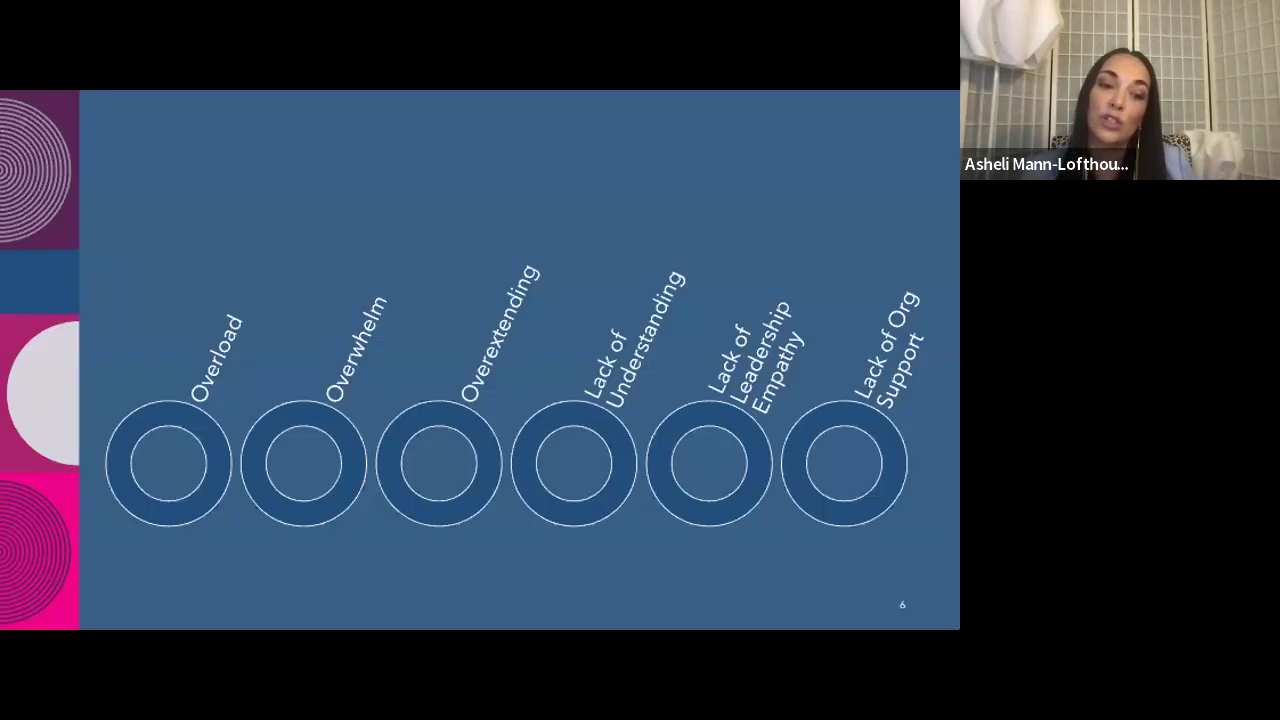 Overload
Overwhelm
Overextending
Lack of
Understanding
Lack of
Leadership
Empathy
Lack of Org
Support
6
Asheli Mann-Lofthou...